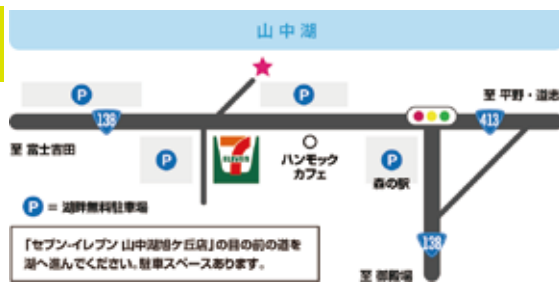 山中湖
P
P
138
至 平野・道志
413
至 富士吉田
P
7
ELEVEN
ハンモック
カフェ
P
森の駅
P = 湖畔無料駐車場
138
「セブン-イレブン 山中湖旭ケ丘店」の目の前の道を
湖へ進んでください。駐車スペースあります。
至 御殿場